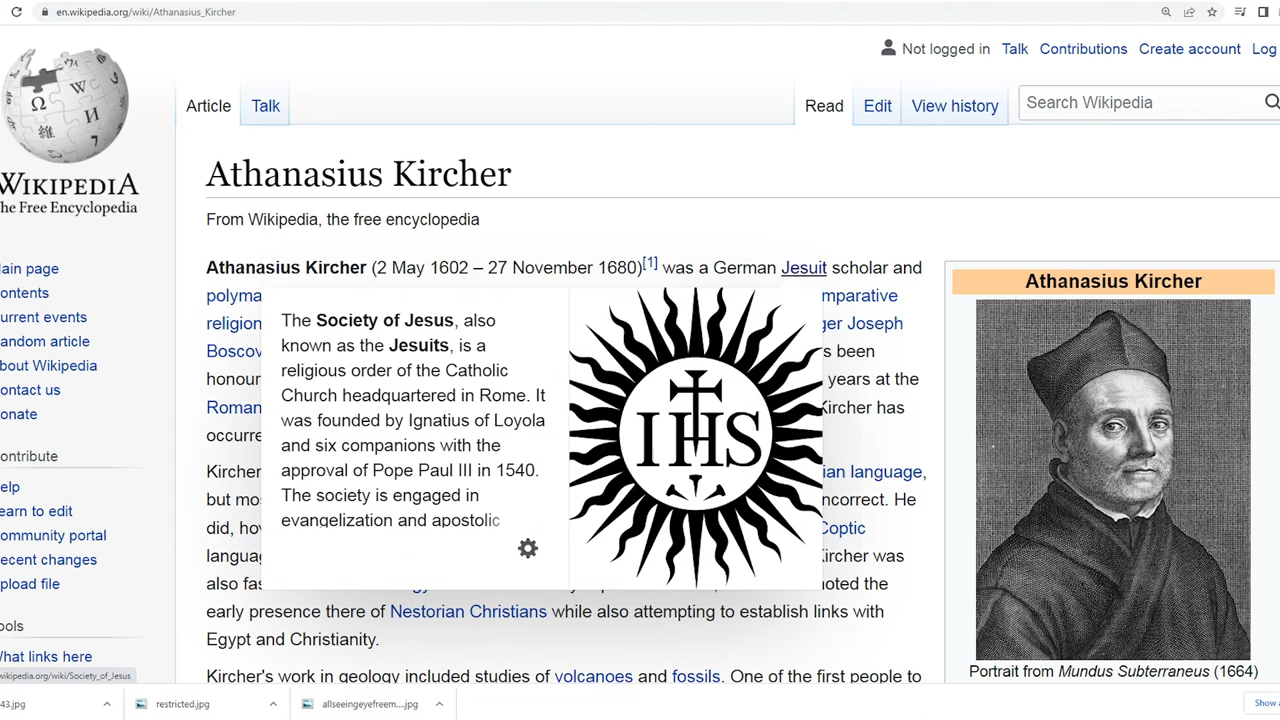 en.wikipedia.org/wiki/Athanasius_Kircher
Not logged in Talk Contributions Create account Log
Article Talk Read Edit View history Search Wikipedia
WIKIPEDIA
he Free Encyclopedia
Athanasius Kircher
From Wikipedia, the free encyclopedia
ain page
ontents
urrent events
andom article
bout Wikipedia
ontact us
onate
ontribute
elp
earn to edit
ommunity portal
ecent changes
pload file
ools
hat links here
Athanasius Kircher (2 May 1602 – 27 November 1680)[1] was a German Jesuit scholar and
polyma mparative
religion ger Joseph
Boscov s been
honour years at the
Roman Kircher has
occurre
Kircher ian language,
but mo ncorrect. He
did, ho Coptic
langua Kircher was
also fas noted the
early presence there of Nestorian Christians while also attempting to establish links with
Egypt and Christianity.
Kircher's work in geology included studies of volcanoes and fossils. One of the first people to
The Society of Jesus, also
known as the Jesuits, is a
religious order of the Catholic
Church headquartered in Rome. It
was founded by Ignatius of Loyola
and six companions with the
approval of Pope Paul III in 1540.
The society is engaged in
evangelization and apostolic
IHS
Athanasius Kircher
Portrait from Mundus Subterraneus (1664)
wikipedia.org/wiki/Society_of_Jesus
43.jpg restricted.jpg allseeingeyefreem....jpg Show a